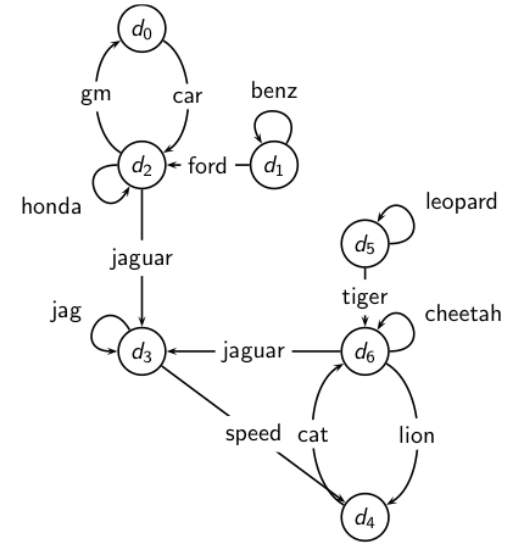 d0
gm
car
benz
d2
ford
d1
honda
leopard
d5
jaguar
tiger
jag
cheetah
d3
jaguar
d6
speed
cat
lion
d4